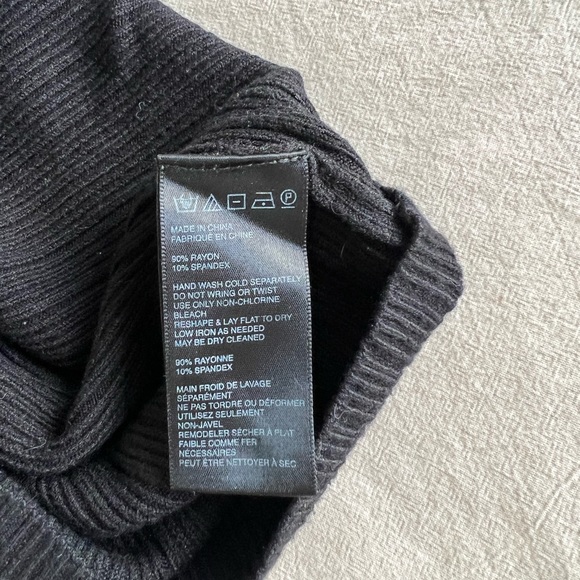 MADE IN CHINA
FABRIQUÉ EN CHINE
90% RAYON
10% SPANDEX
HAND WASH COLD SEPARATELY
DO NOT WRING OR TWIST
USE ONLY NON-CHLORINE
BLEACH
RESHAPE & LAY FLAT TO DRY
LOW IRON AS NEEDED
MAY BE DRY CLEANED
90% RAYONNE
10% SPANDEX
MAIN FROID DE LAVAGE
SÉPARÉMENT
NE PAS TORDRE OU DÉFORMER
UTILISEZ SEULEMENT
NON-JAVEL
REMODELER SÉCHER À PLAT
FAIBLE COMME FER
NÉCESSAIRES
PEUT ÊTRE NETTOYER À SEC